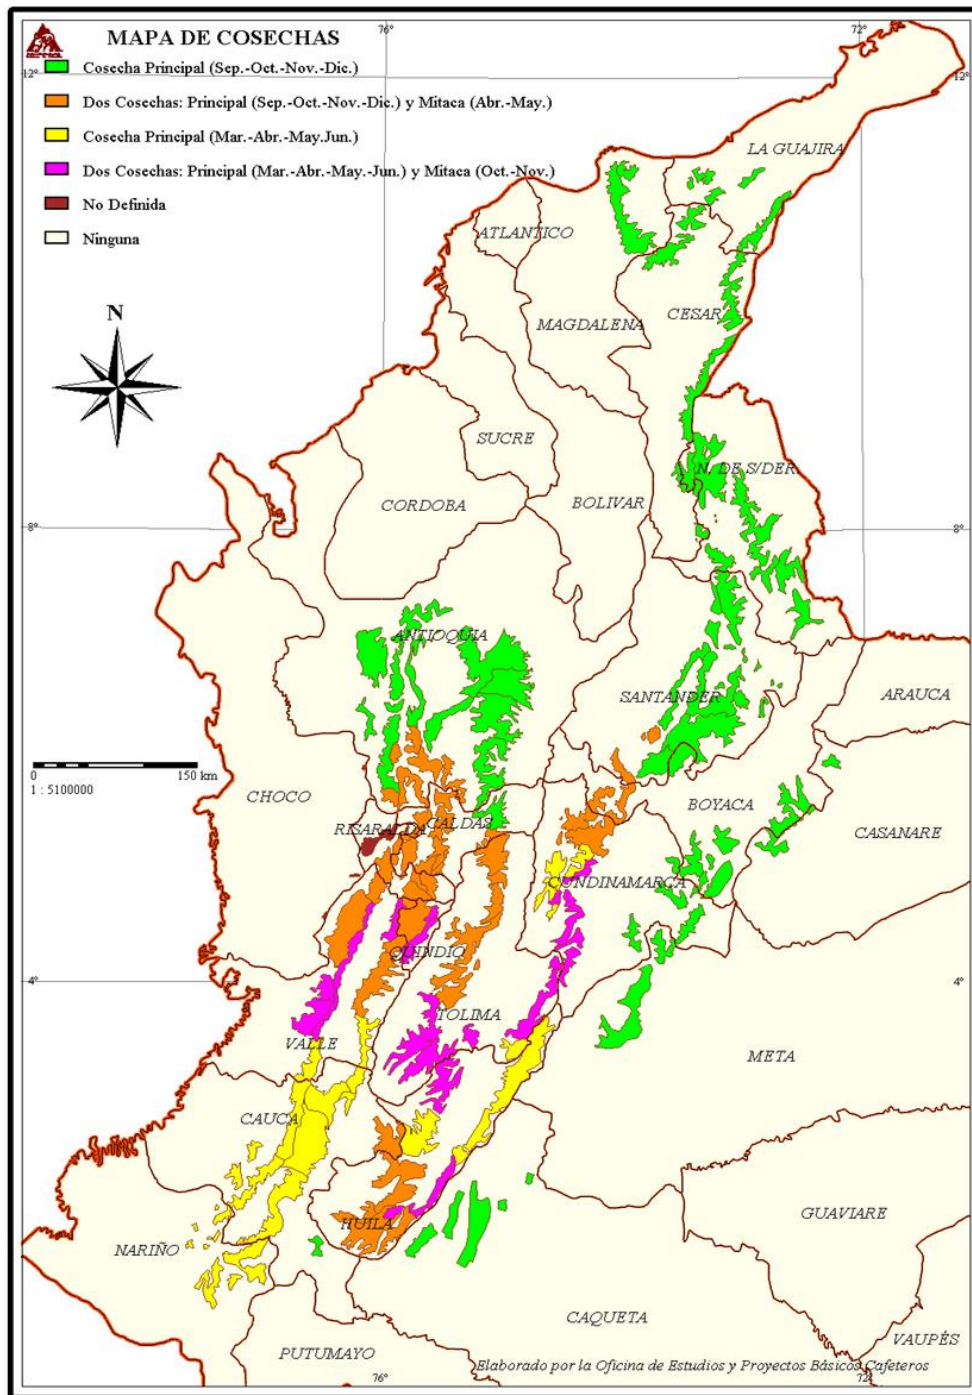 MAPA DE COSECHAS
Cosecha Principal (Sep.-Oct.-Nov.-Dic.)
Dos Cosechas: Principal (Sep.-Oct.-Nov.-Dic) y Mitaca (Abr.-May.)
Cosecha Principal (Mar.-Abr.-May.Jun.)
Dos Cosechas: Principal (Mar.-Abr.-May.-Jun.) y Mitaca (Oct.-Nov.)
No Definida
Ninguna
76°
72°
12°
12°
LA GUAJIRA
ATLANTICO
MAGDALENA
CESAR
N
SUCRE
N. DE S/DER.
CORDOBA
BOLIVAR
8°
8°
ANTIOQUIA
SANTANDER
ARAUCA
0 150 km
1 : 5100000
CHOCO
BOYACA
RISARALDA
CALDAS
CASANARE
CUNDINAMARCA
QUINDIO
4°
4°
TOLIMA
VALLE
META
CAUCA
HUILA
GUAVIARE
NARIÑO
CAQUETA
VAUPÉS
PUTUMAYO
Elaborado por la Oficina de Estudios y Proyectos Básicos Cafeteros
76°
72°